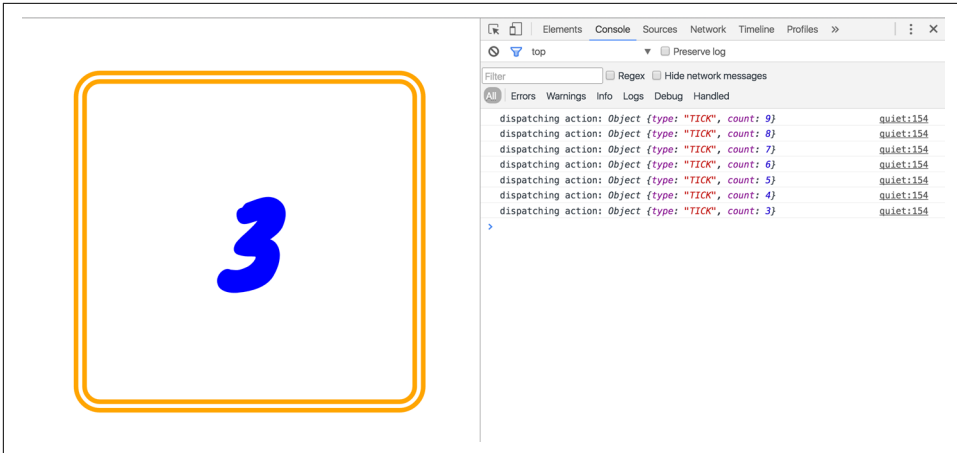 3
Elements Console Sources Network Timeline Profiles »
top Preserve log
Filter Regex Hide network messages
All Errors Warnings Info Logs Debug Handled
dispatching action: Object {type: "TICK", count: 9} quiet:154
dispatching action: Object {type: "TICK", count: 8} quiet:154
dispatching action: Object {type: "TICK", count: 7} quiet:154
dispatching action: Object {type: "TICK", count: 6} quiet:154
dispatching action: Object {type: "TICK", count: 5} quiet:154
dispatching action: Object {type: "TICK", count: 4} quiet:154
dispatching action: Object {type: "TICK", count: 3} quiet:154
>